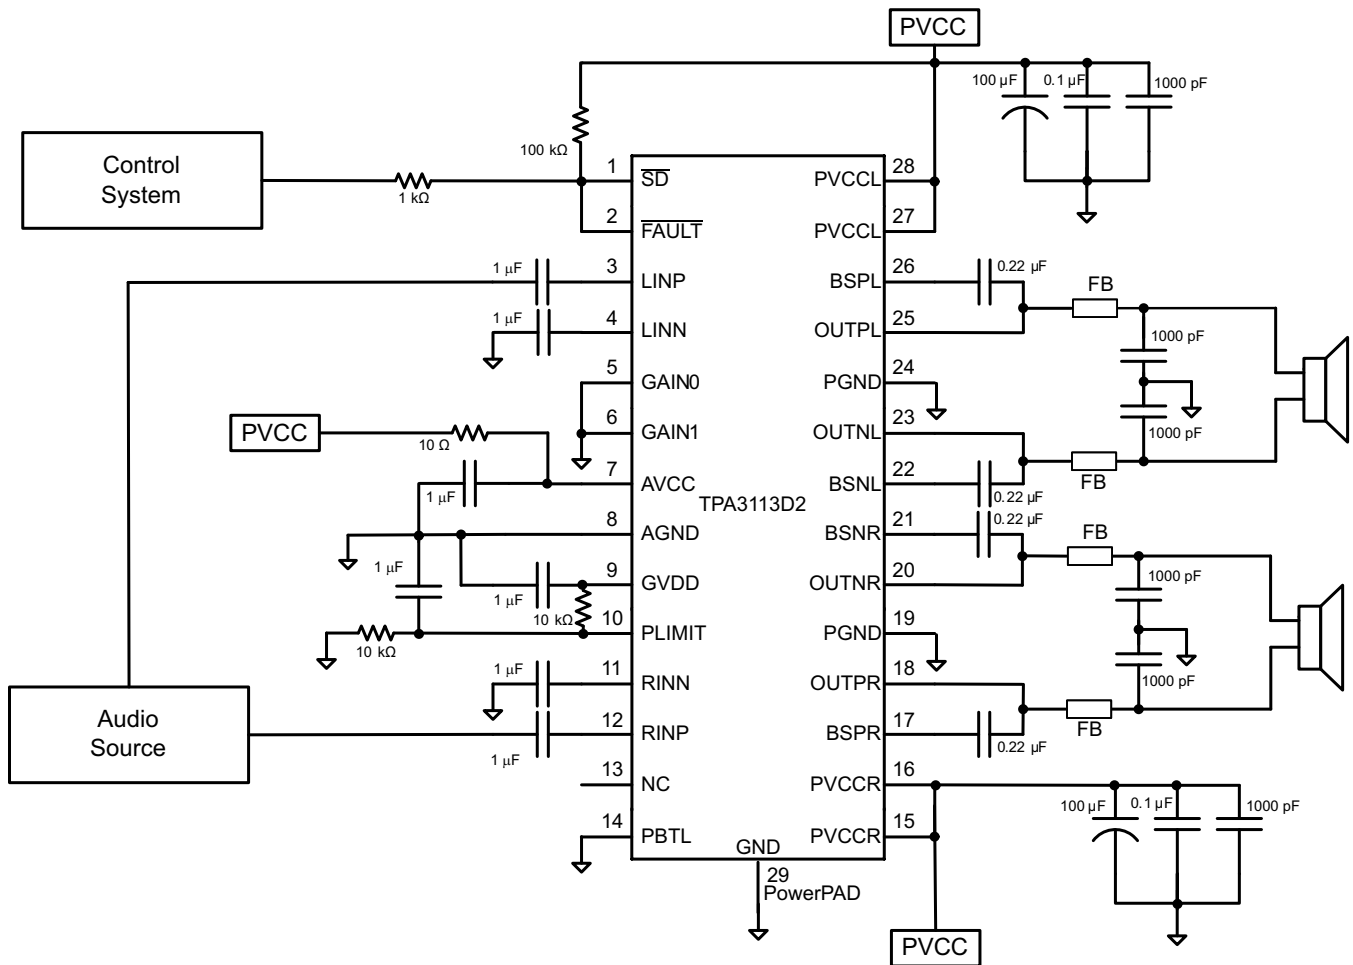 PVCC
100 µF
0.1 µF
1000 pF
Control
System
1 kΩ
100 kΩ
1
SD
2
FAULT
1 µF
3
LINP
1 µF
4
LINN
5
GAIN0
6
GAIN1
PVCC
10 Ω
7
AVCC
1 µF
8
AGND
1 µF
9
GVDD
1 µF
10 kΩ
10
PLIMIT
10 kΩ
1 µF
11
RINN
12
RINP
1 µF
Audio
Source
13
NC
14
PBTL
TPA3113D2
GND
29
PowerPAD
28
PVCCL
27
PVCCL
26
BSPL
0.22 µF
FB
25
OUTPL
1000 pF
24
PGND
23
OUTNL
1000 pF
FB
22
BSNL
0.22 µF
0.22 µF
21
BSNR
FB
20
OUTNR
1000 pF
19
PGND
18
OUTPR
1000 pF
FB
17
BSPR
0.22 µF
16
PVCCR
15
PVCCR
100 µF
0.1 µF
1000 pF
PVCC